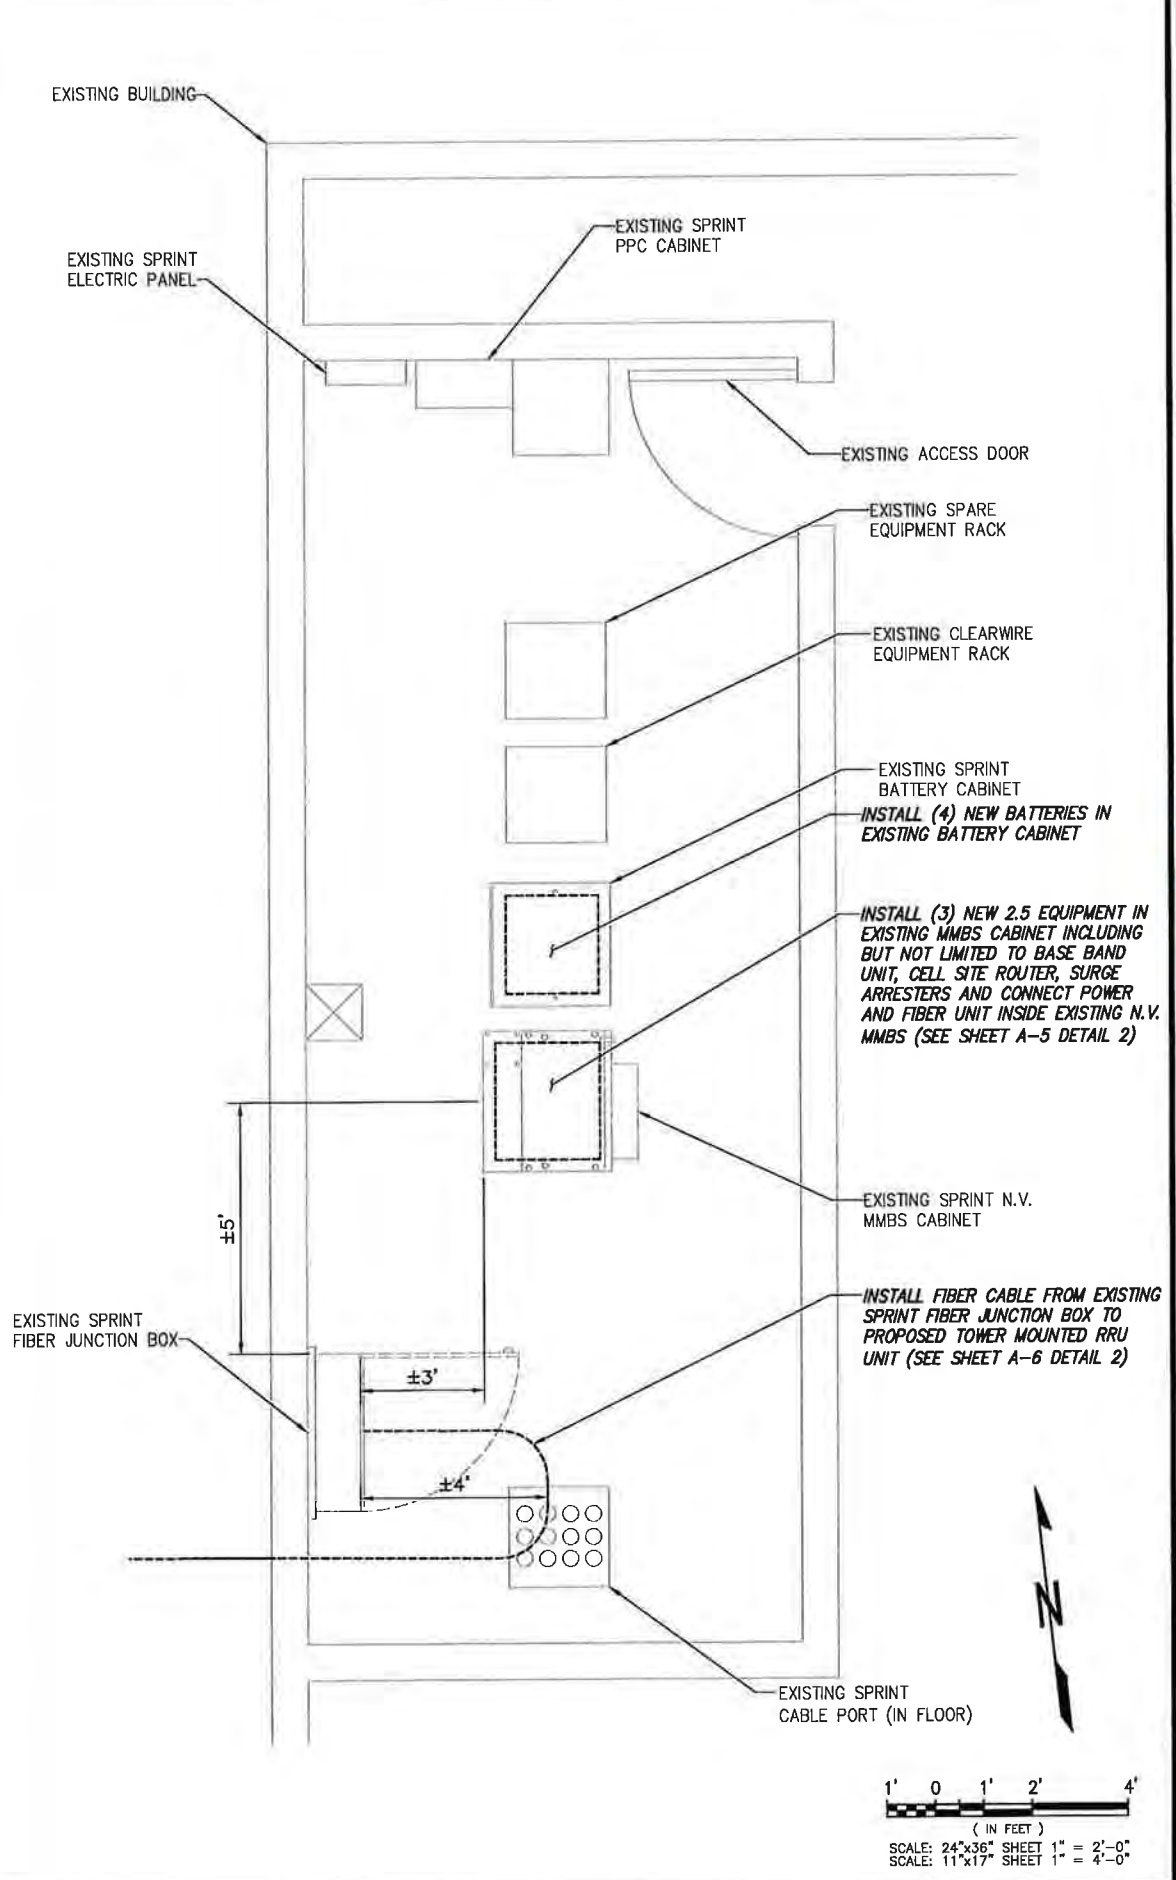 EXISTING BUILDING
EXISTING SPRINT
PPC CABINET
EXISTING SPRINT
ELECTRIC PANEL
EXISTING ACCESS DOOR
EXISTING SPARE
EQUIPMENT RACK
EXISTING CLEARWIRE
EQUIPMENT RACK
EXISTING SPRINT
BATTERY CABINET
INSTALL (4) NEW BATTERIES IN
EXISTING BATTERY CABINET
INSTALL (3) NEW 2.5 EQUIPMENT IN
EXISTING MMBS CABINET INCLUDING
BUT NOT LIMITED TO BASE BAND
UNIT, CELL SITE ROUTER, SURGE
ARRESTERS AND CONNECT POWER
AND FIBER UNIT INSIDE EXISTING N.V.
MMBS (SEE SHEET A-5 DETAIL 2)
EXISTING SPRINT N.V.
MMBS CABINET
±5'
INSTALL FIBER CABLE FROM EXISTING
SPRINT FIBER JUNCTION BOX TO
PROPOSED TOWER MOUNTED RRU
UNIT (SEE SHEET A-6 DETAIL 2)
EXISTING SPRINT
FIBER JUNCTION BOX
±3'
±4'
N
EXISTING SPRINT
CABLE PORT (IN FLOOR)
1' 0 1' 2' 4'
( IN FEET )
SCALE: 24"x36" SHEET 1" = 2'-0"
SCALE: 11"x17" SHEET 1" = 4'-0"